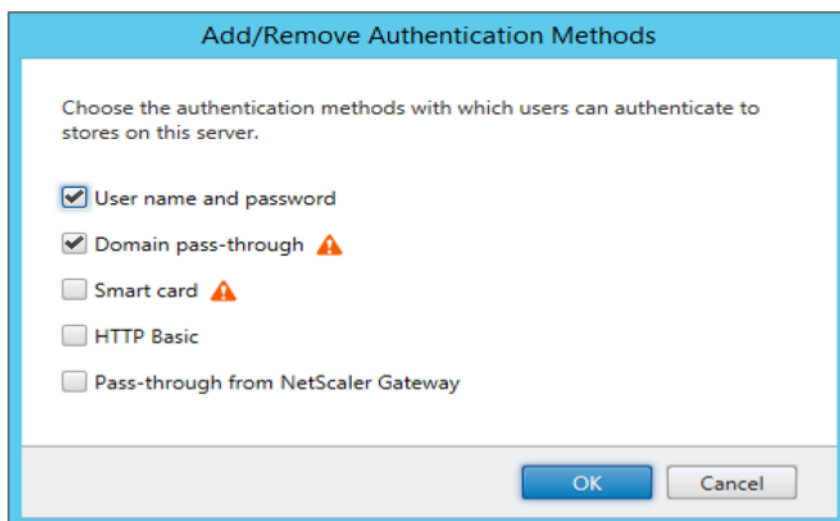 Add/Remove Authentication Methods
Choose the authentication methods with which users can authenticate to
stores on this server.
User name and password
Domain pass-through
Smart card
HTTP Basic
Pass-through from NetScaler Gateway
OK
Cancel